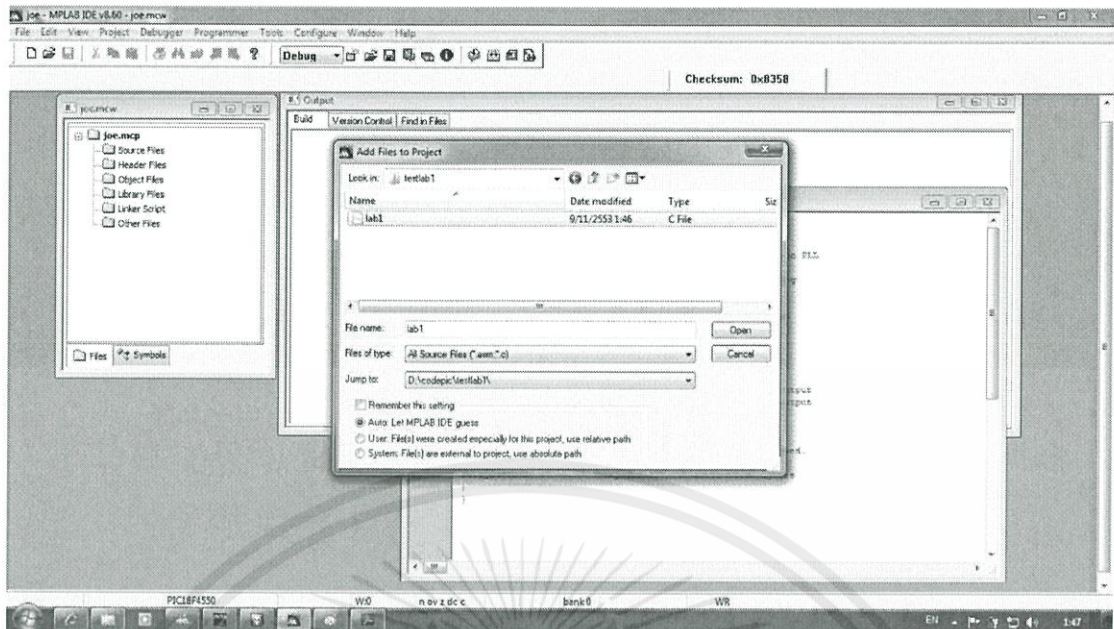 joe - MPLAB IDE v8.60 - joe.mcw
File Edit View Project Debugger Programmer Tools Configure Window Help
Debug
Checksum: 0x8358
joe.mcw
joe.mcp
Source Files
Header Files
Object Files
Library Files
Linker Script
Other Files
Files Symbols
Output
Build Version Control Find in Files
Add Files to Project
Look in: testlab1
Name Date modified Type Siz
lab1 9/11/2553 1:46 C File
File name: lab1 Open
Files of type: All Source Files (*.asm;*.c) Cancel
Jump to: D:\codepic\testlab1\
Remember this setting
Auto: Let MPLAB IDE guess
User: File(s) were created especially for this project, use relative path
System: File(s) are external to project, use absolute path
PLL
PIC18F4550 W:0 n ov z dc c bank 0 WR
EN 1:47